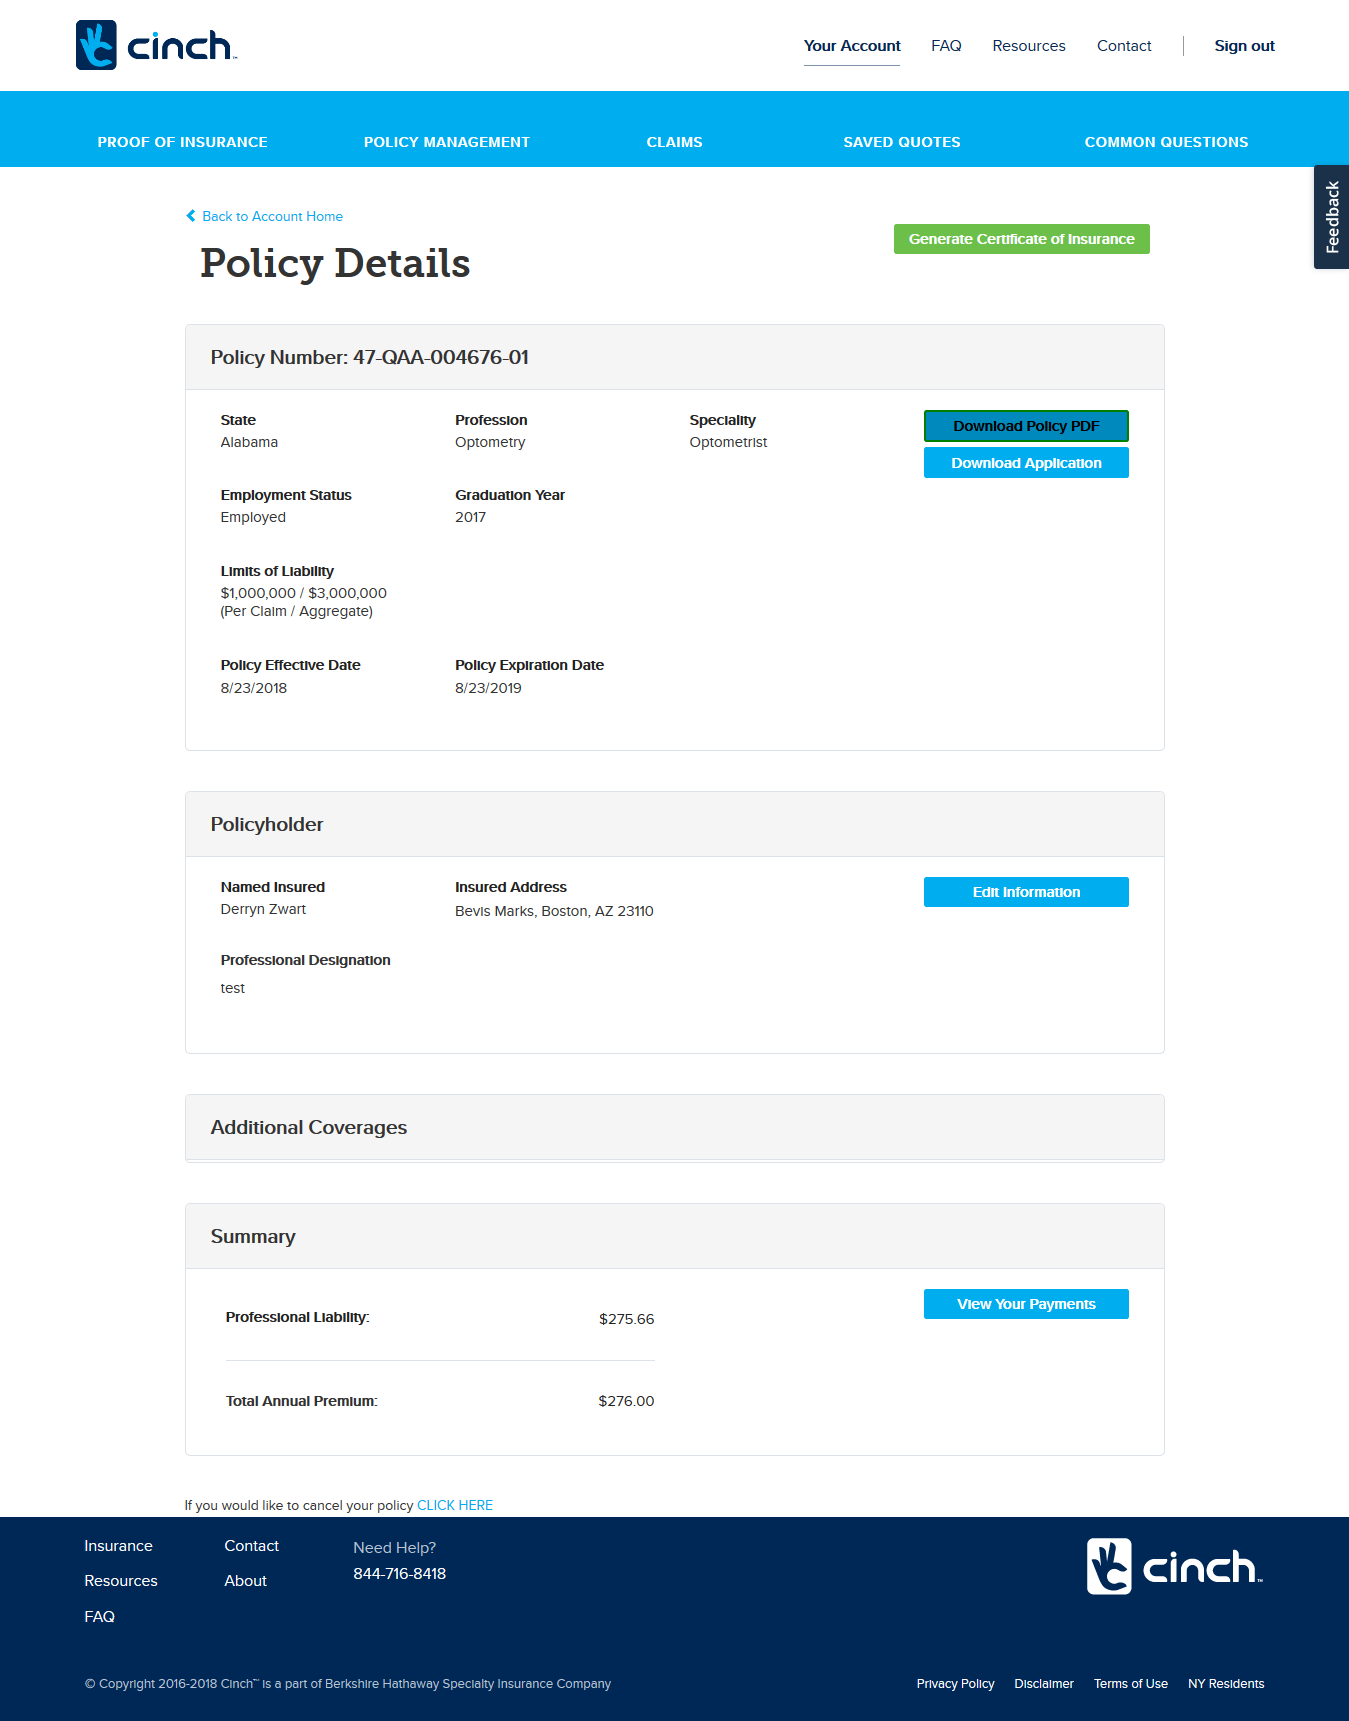 cinch™
Your Account FAQ Resources Contact Sign out
PROOF OF INSURANCE POLICY MANAGEMENT CLAIMS SAVED QUOTES COMMON QUESTIONS
Feedback
Back to Account Home
Generate Certificate of Insurance
Policy Details
Policy Number: 47-QAA-004676-01
State Profession Speciality
Alabama Optometry Optometrist
Download Policy PDF
Download Application
Employment Status Graduation Year
Employed 2017
Limits of Liability
$1,000,000 / $3,000,000
(Per Claim / Aggregate)
Policy Effective Date Policy Expiration Date
8/23/2018 8/23/2019
Policyholder
Named Insured Insured Address
Derryn Zwart Bevis Marks, Boston, AZ 23110
Edit Information
Professional Designation
test
Additional Coverages
Summary
Professional Liability: $275.66
View Your Payments
Total Annual Premium: $276.00
If you would like to cancel your policy CLICK HERE
Insurance Contact Need Help?
844-716-8418
Resources About
FAQ
cinch™
© Copyright 2016-2018 Cinch™ is a part of Berkshire Hathaway Specialty Insurance Company
Privacy Policy Disclaimer Terms of Use NY Residents